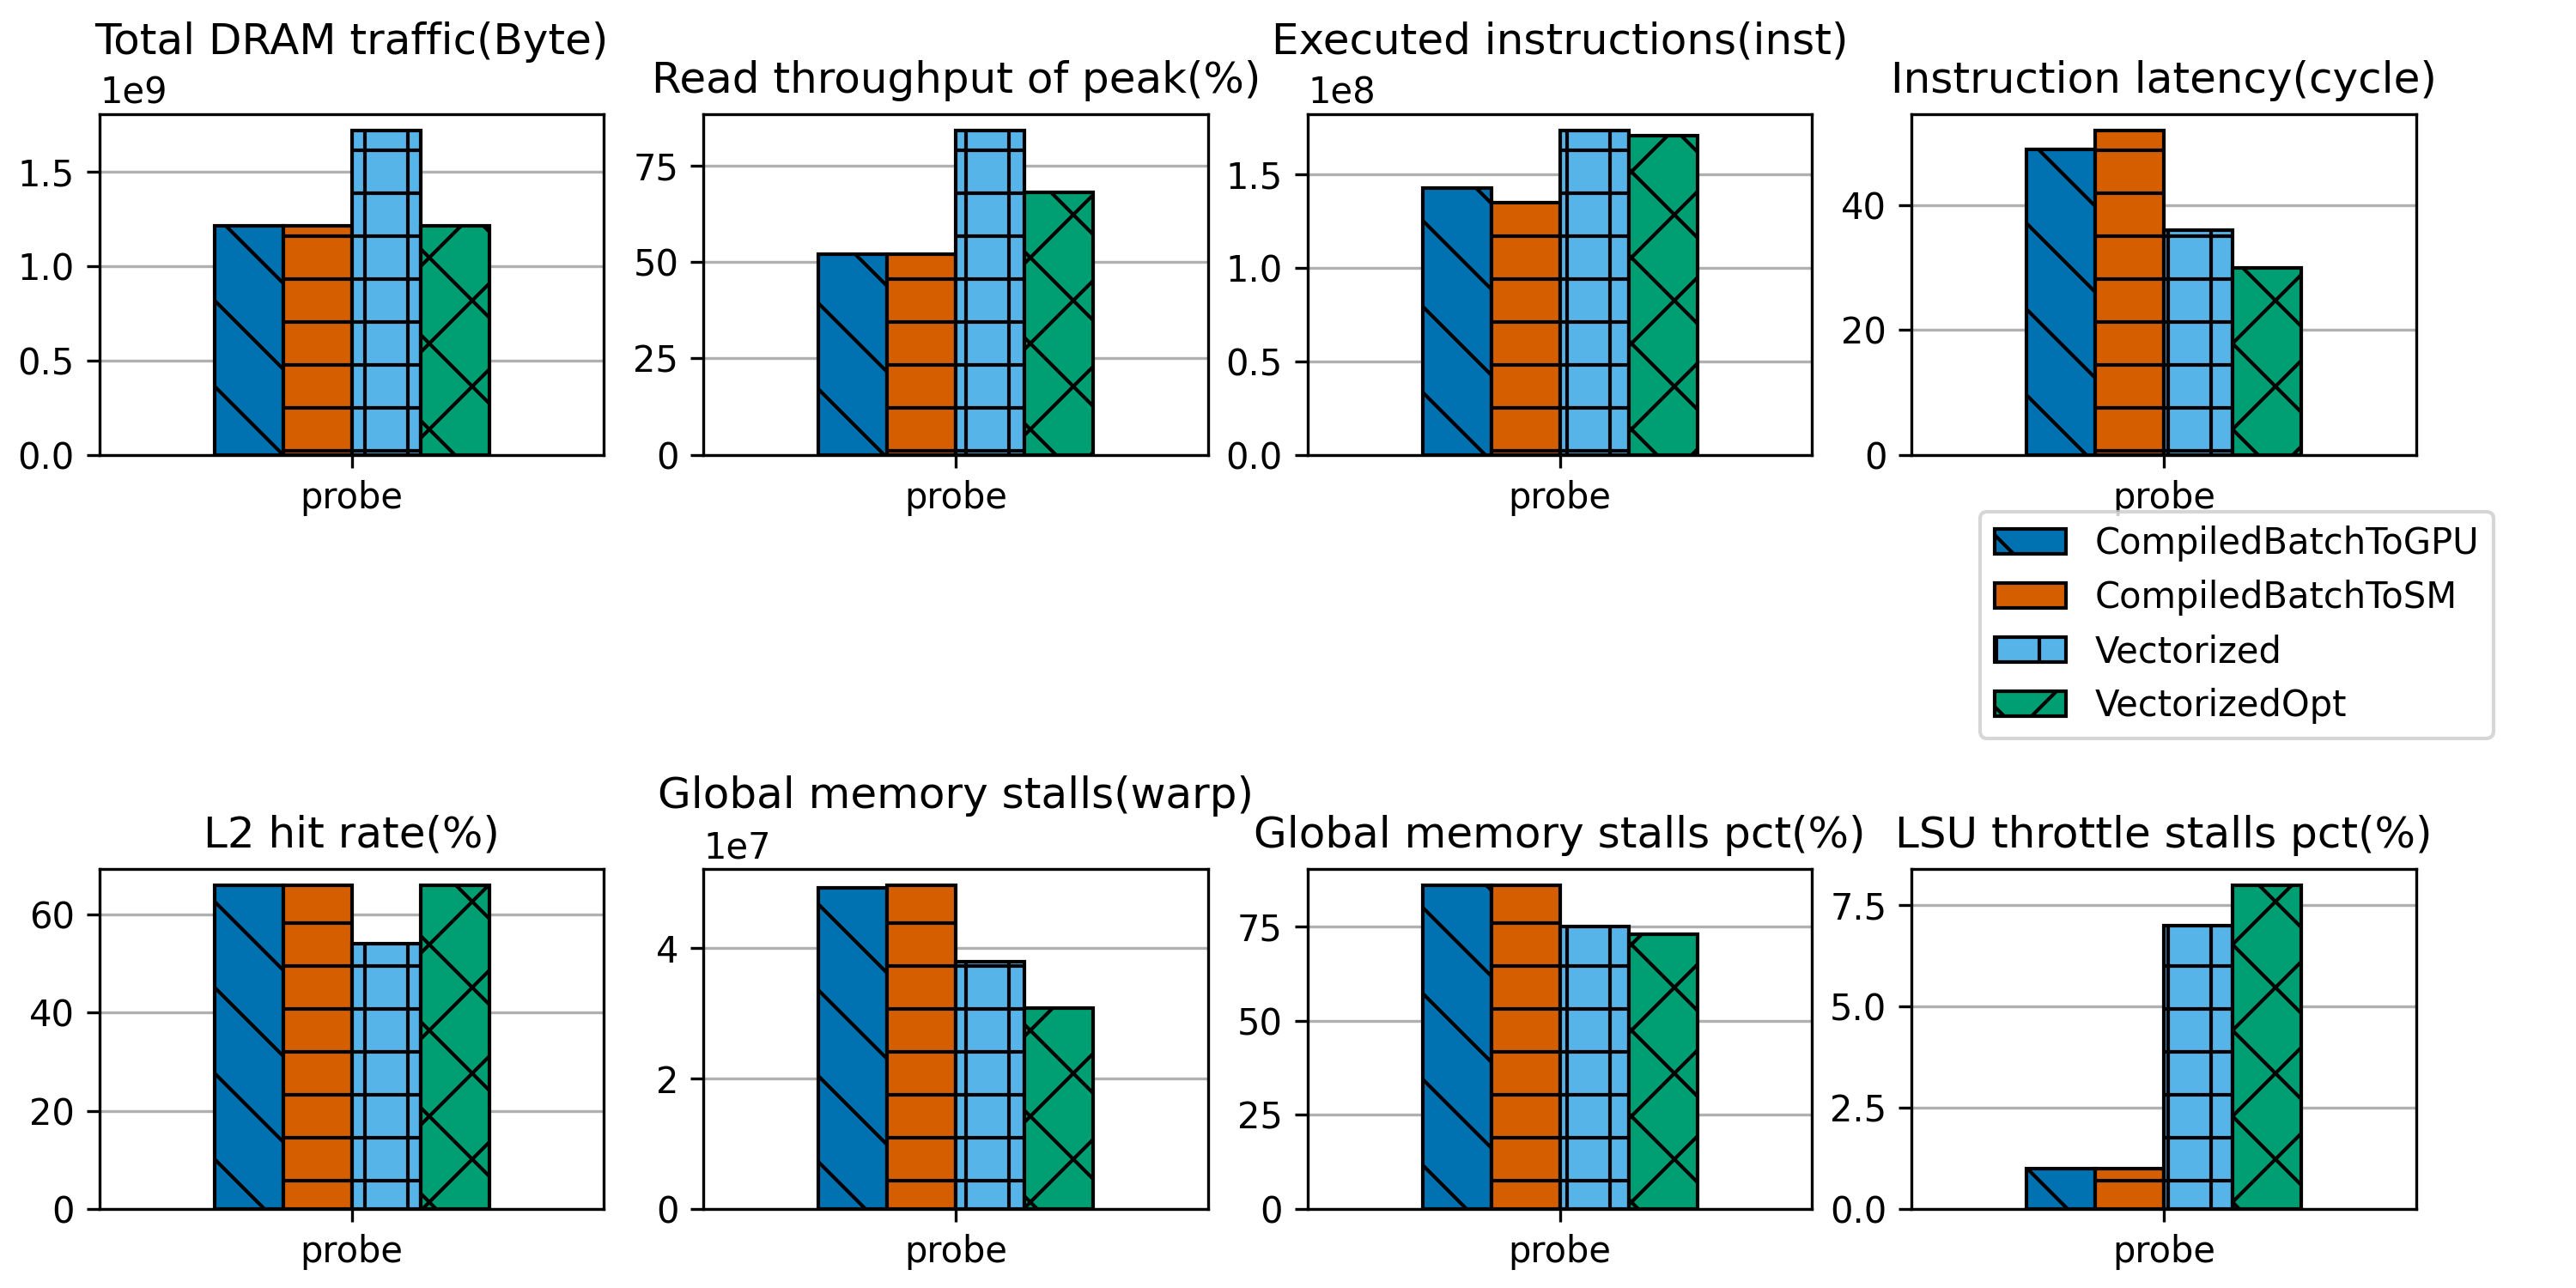 Total DRAM traffic(Byte)
1e9
1.5
1.0
0.5
0.0
probe
Read throughput of peak(%)
75
50
25
0
probe
Executed instructions(inst)
1e8
1.5
1.0
0.5
0.0
probe
Instruction latency(cycle)
40
20
0
probe
CompiledBatchToGPU
CompiledBatchToSM
Vectorized
VectorizedOpt
L2 hit rate(%)
60
40
20
0
probe
Global memory stalls(warp)
1e7
4
2
0
probe
Global memory stalls pct(%)
75
50
25
0
probe
LSU throttle stalls pct(%)
7.5
5.0
2.5
0.0
probe